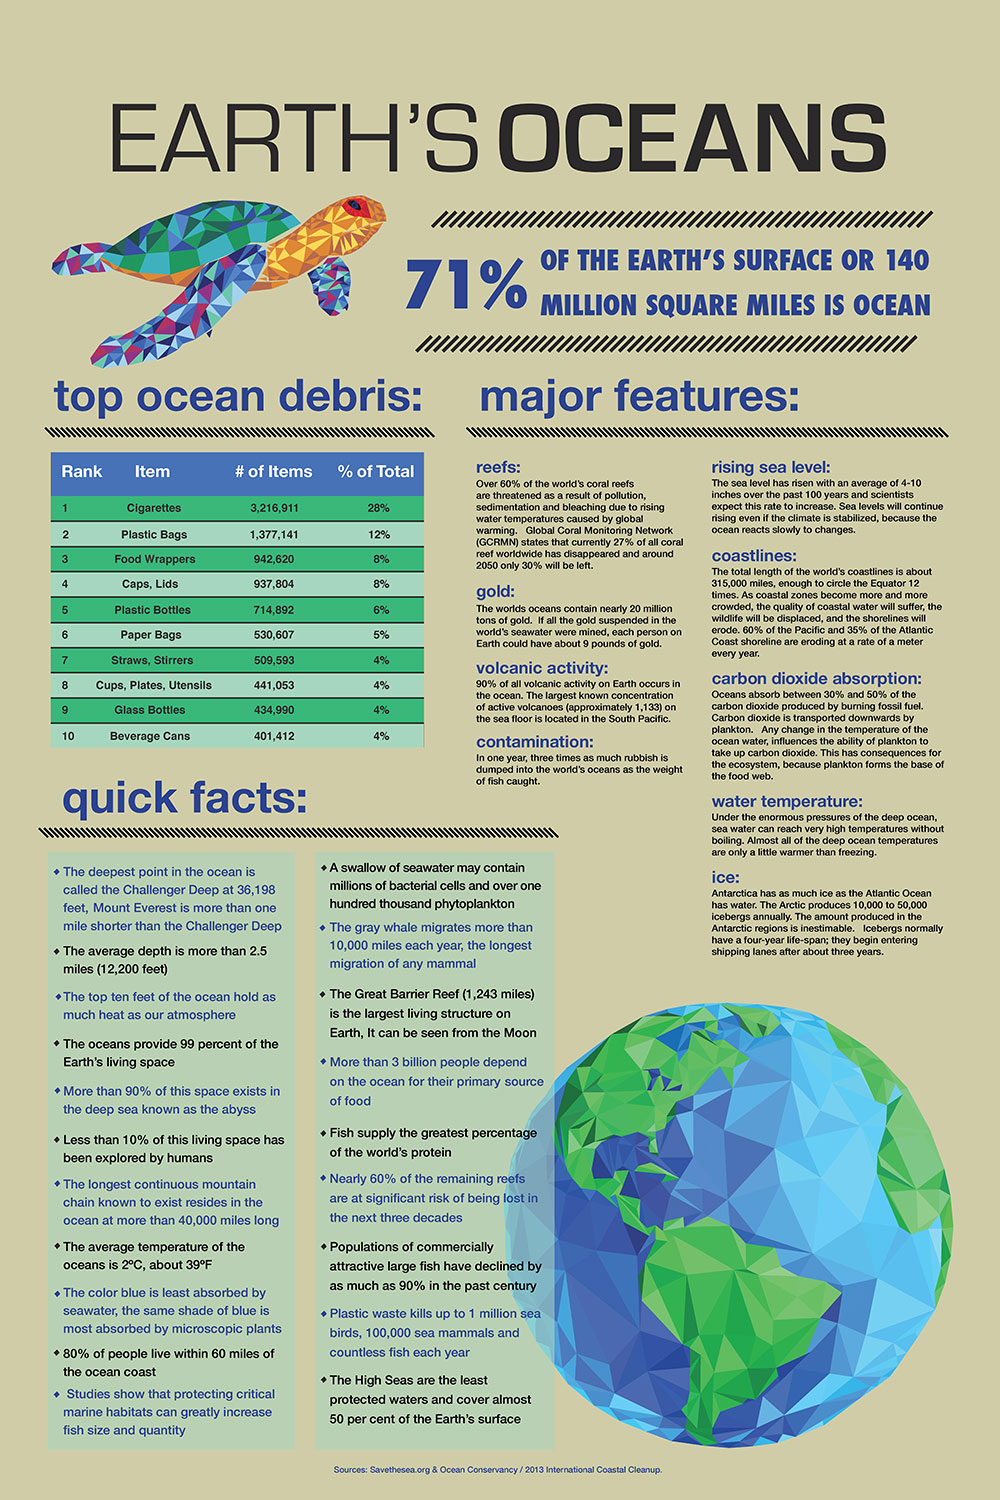 EARTH'S OCEANS
71% OF THE EARTH'S SURFACE OR 140
MILLION SQUARE MILES IS OCEAN
top ocean debris:
Rank Item # of Items % of Total
1 Cigarettes 3,216,911 28%
2 Plastic Bags 1,377,141 12%
3 Food Wrappers 942,620 8%
4 Caps, Lids 937,804 8%
5 Plastic Bottles 714,892 6%
6 Paper Bags 530,607 5%
7 Straws, Stirrers 509,593 4%
8 Cups, Plates, Utensils 441,053 4%
9 Glass Bottles 434,990 4%
10 Beverage Cans 401,412 4%
major features:
reefs:
Over 60% of the world's coral reefs
are threatened as a result of pollution,
sedimentation and bleaching due to rising
water temperatures caused by global
warming. Global Coral Monitoring Network
(GCRMN) states that currently 27% of all coral
reef worldwide has disappeared and around
2050 only 30% will be left.
gold:
The worlds oceans contain nearly 20 million
tons of gold. If all the gold suspended in the
world's seawater were mined, each person on
Earth could have about 9 pounds of gold.
volcanic activity:
90% of all volcanic activity on Earth occurs in
the ocean. The largest known concentration
of active volcanoes (approximately 1,133) on
the sea floor is located in the South Pacific.
contamination:
In one year, three times as much rubbish is
dumped into the world's oceans as the weight
of fish caught.
rising sea level:
The sea level has risen with an average of 4-10
inches over the past 100 years and scientists
expect this rate to increase. Sea levels will continue
rising even if the climate is stabilized, because the
ocean reacts slowly to changes.
coastlines:
The total length of the world's coastlines is about
315,000 miles, enough to circle the Equator 12
times. As coastal zones become more and more
crowded, the quality of coastal water will suffer, the
wildlife will be displaced, and the shorelines will
erode. 60% of the Pacific and 35% of the Atlantic
Coast shoreline are eroding at a rate of a meter
every year.
carbon dioxide absorption:
Oceans absorb between 30% and 50% of the
carbon dioxide produced by burning fossil fuel.
Carbon dioxide is transported downwards by
plankton. Any change in the temperature of the
ocean water, influences the ability of plankton to
take up carbon dioxide. This has consequences for
the ecosystem, because plankton forms the base of
the food web.
water temperature:
Under the enormous pressures of the deep ocean,
sea water can reach very high temperatures without
boiling. Almost all of the deep ocean temperatures
are only a little warmer than freezing.
ice:
Antarctica has as much ice as the Atlantic Ocean
has water. The Arctic produces 10,000 to 50,000
icebergs annually. The amount produced in the
Antarctic regions is inestimable. Icebergs normally
have a four-year life-span; they begin entering
shipping lanes after about three years.
quick facts:
The deepest point in the ocean is
called the Challenger Deep at 36,198
feet, Mount Everest is more than one
mile shorter than the Challenger Deep
The average depth is more than 2.5
miles (12,200 feet)
The top ten feet of the ocean hold as
much heat as our atmosphere
The oceans provide 99 percent of the
Earth's living space
More than 90% of this space exists in
the deep sea known as the abyss
Less than 10% of this living space has
been explored by humans
The longest continuous mountain
chain known to exist resides in the
ocean at more than 40,000 miles long
The average temperature of the
oceans is 2ºC, about 39ºF
The color blue is least absorbed by
seawater, the same shade of blue is
most absorbed by microscopic plants
80% of people live within 60 miles of
the ocean coast
Studies show that protecting critical
marine habitats can greatly increase
fish size and quantity
A swallow of seawater may contain
millions of bacterial cells and over one
hundred thousand phytoplankton
The gray whale migrates more than
10,000 miles each year, the longest
migration of any mammal
The Great Barrier Reef (1,243 miles)
is the largest living structure on
Earth, It can be seen from the Moon
More than 3 billion people depend
on the ocean for their primary source
of food
Fish supply the greatest percentage
of the world's protein
Nearly 60% of the remaining reefs
are at significant risk of being lost in
the next three decades
Populations of commercially
attractive large fish have declined by
as much as 90% in the past century
Plastic waste kills up to 1 million sea
birds, 100,000 sea mammals and
countless fish each year
The High Seas are the least
protected waters and cover almost
50 per cent of the Earth's surface
Sources: Savethesea.org & Ocean Conservancy / 2013 International Coastal Cleanup.